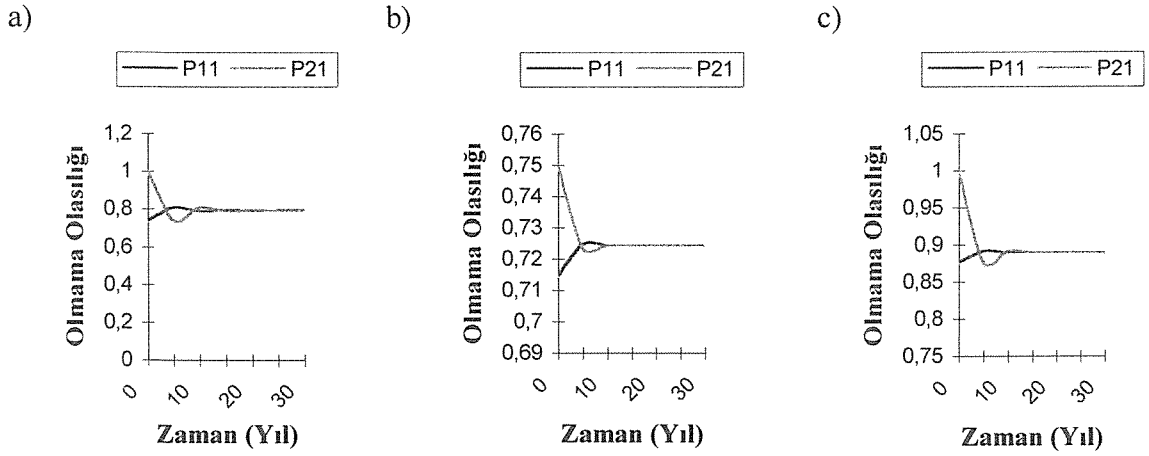 a)
P11 P21
1,2
1
0,8
0,6
0,4
0,2
0
Olmama Olasılığı
0 10 20 30
Zaman (Yıl)
b)
P11 P21
0,76
0,75
0,74
0,73
0,72
0,71
0,7
0,69
Olmama Olasılığı
0 10 20 30
Zaman (Yıl)
c)
P11 P21
1,05
1
0,95
0,9
0,85
0,8
0,75
Olmama Olasılığı
0 10 20 30
Zaman (Yıl)